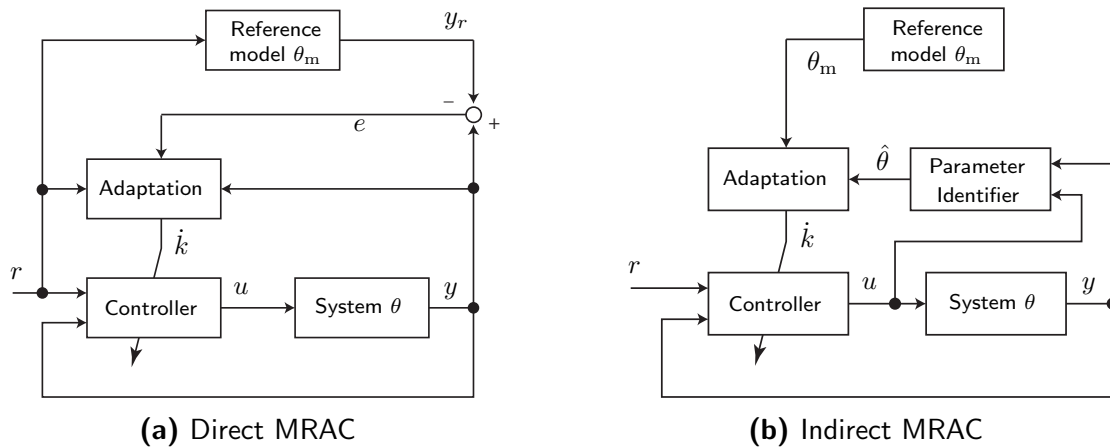 Reference
model θm
yr
−
+
e
Adaptation
k̇
r
Controller
u
System θ
y
(a) Direct MRAC
Reference
model θm
θm
Adaptation
θ̂
Parameter
Identifier
k̇
r
Controller
u
System θ
y
(b) Indirect MRAC